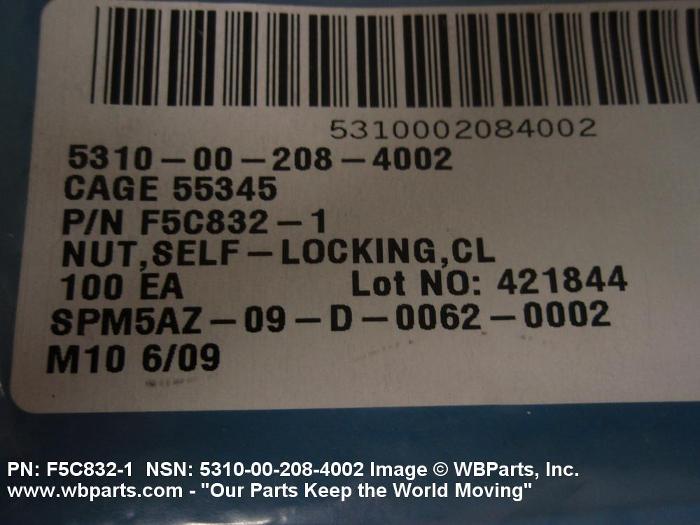 5310002084002
5310-00-208-4002
CAGE 55345
P/N F5C832-1
NUT,SELF-LOCKING,CL
100 EA Lot NO: 421844
SPM5AZ-09-D-0062-0002
M10 6/09
PN: F5C832-1 NSN: 5310-00-208-4002 Image © WBParts, Inc.
www.wbparts.com - "Our Parts Keep the World Moving"